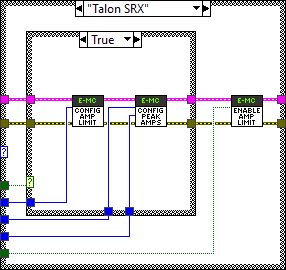 "Talon SRX"
True
E-MC
CONFIG
AMP
LIMIT
E-MC
CONFIG
PEAK
AMPS
E-MC
ENABLE
AMP
LIMIT
?
?